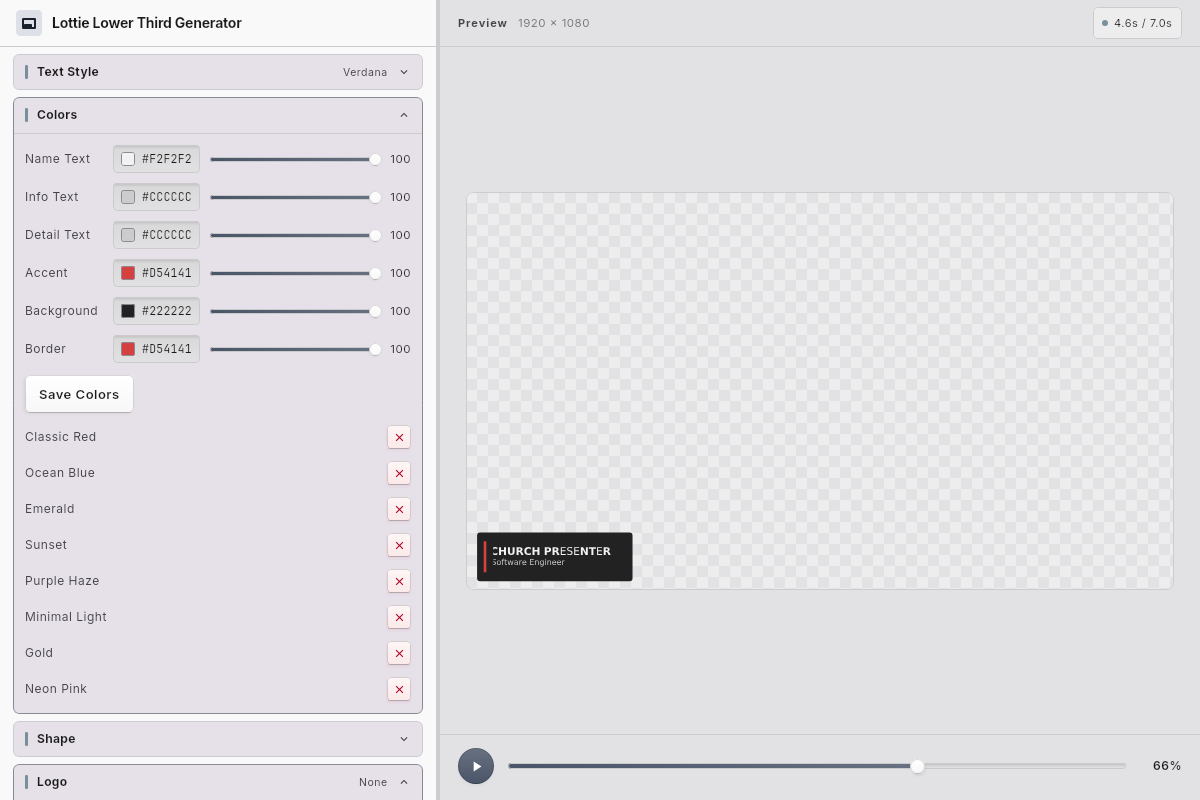 Lottie Lower Third Generator
Text Style Verdana
Colors
Name Text #F2F2F2 100
Info Text #CCCCCC 100
Detail Text #CCCCCC 100
Accent #D54141 100
Background #222222 100
Border #D54141 100
Save Colors
Classic Red
Ocean Blue
Emerald
Sunset
Purple Haze
Minimal Light
Gold
Neon Pink
Shape
Logo None
Preview 1920 × 1080
4.6s / 7.0s
CHURCH PRESENTER
Software Engineer
66%